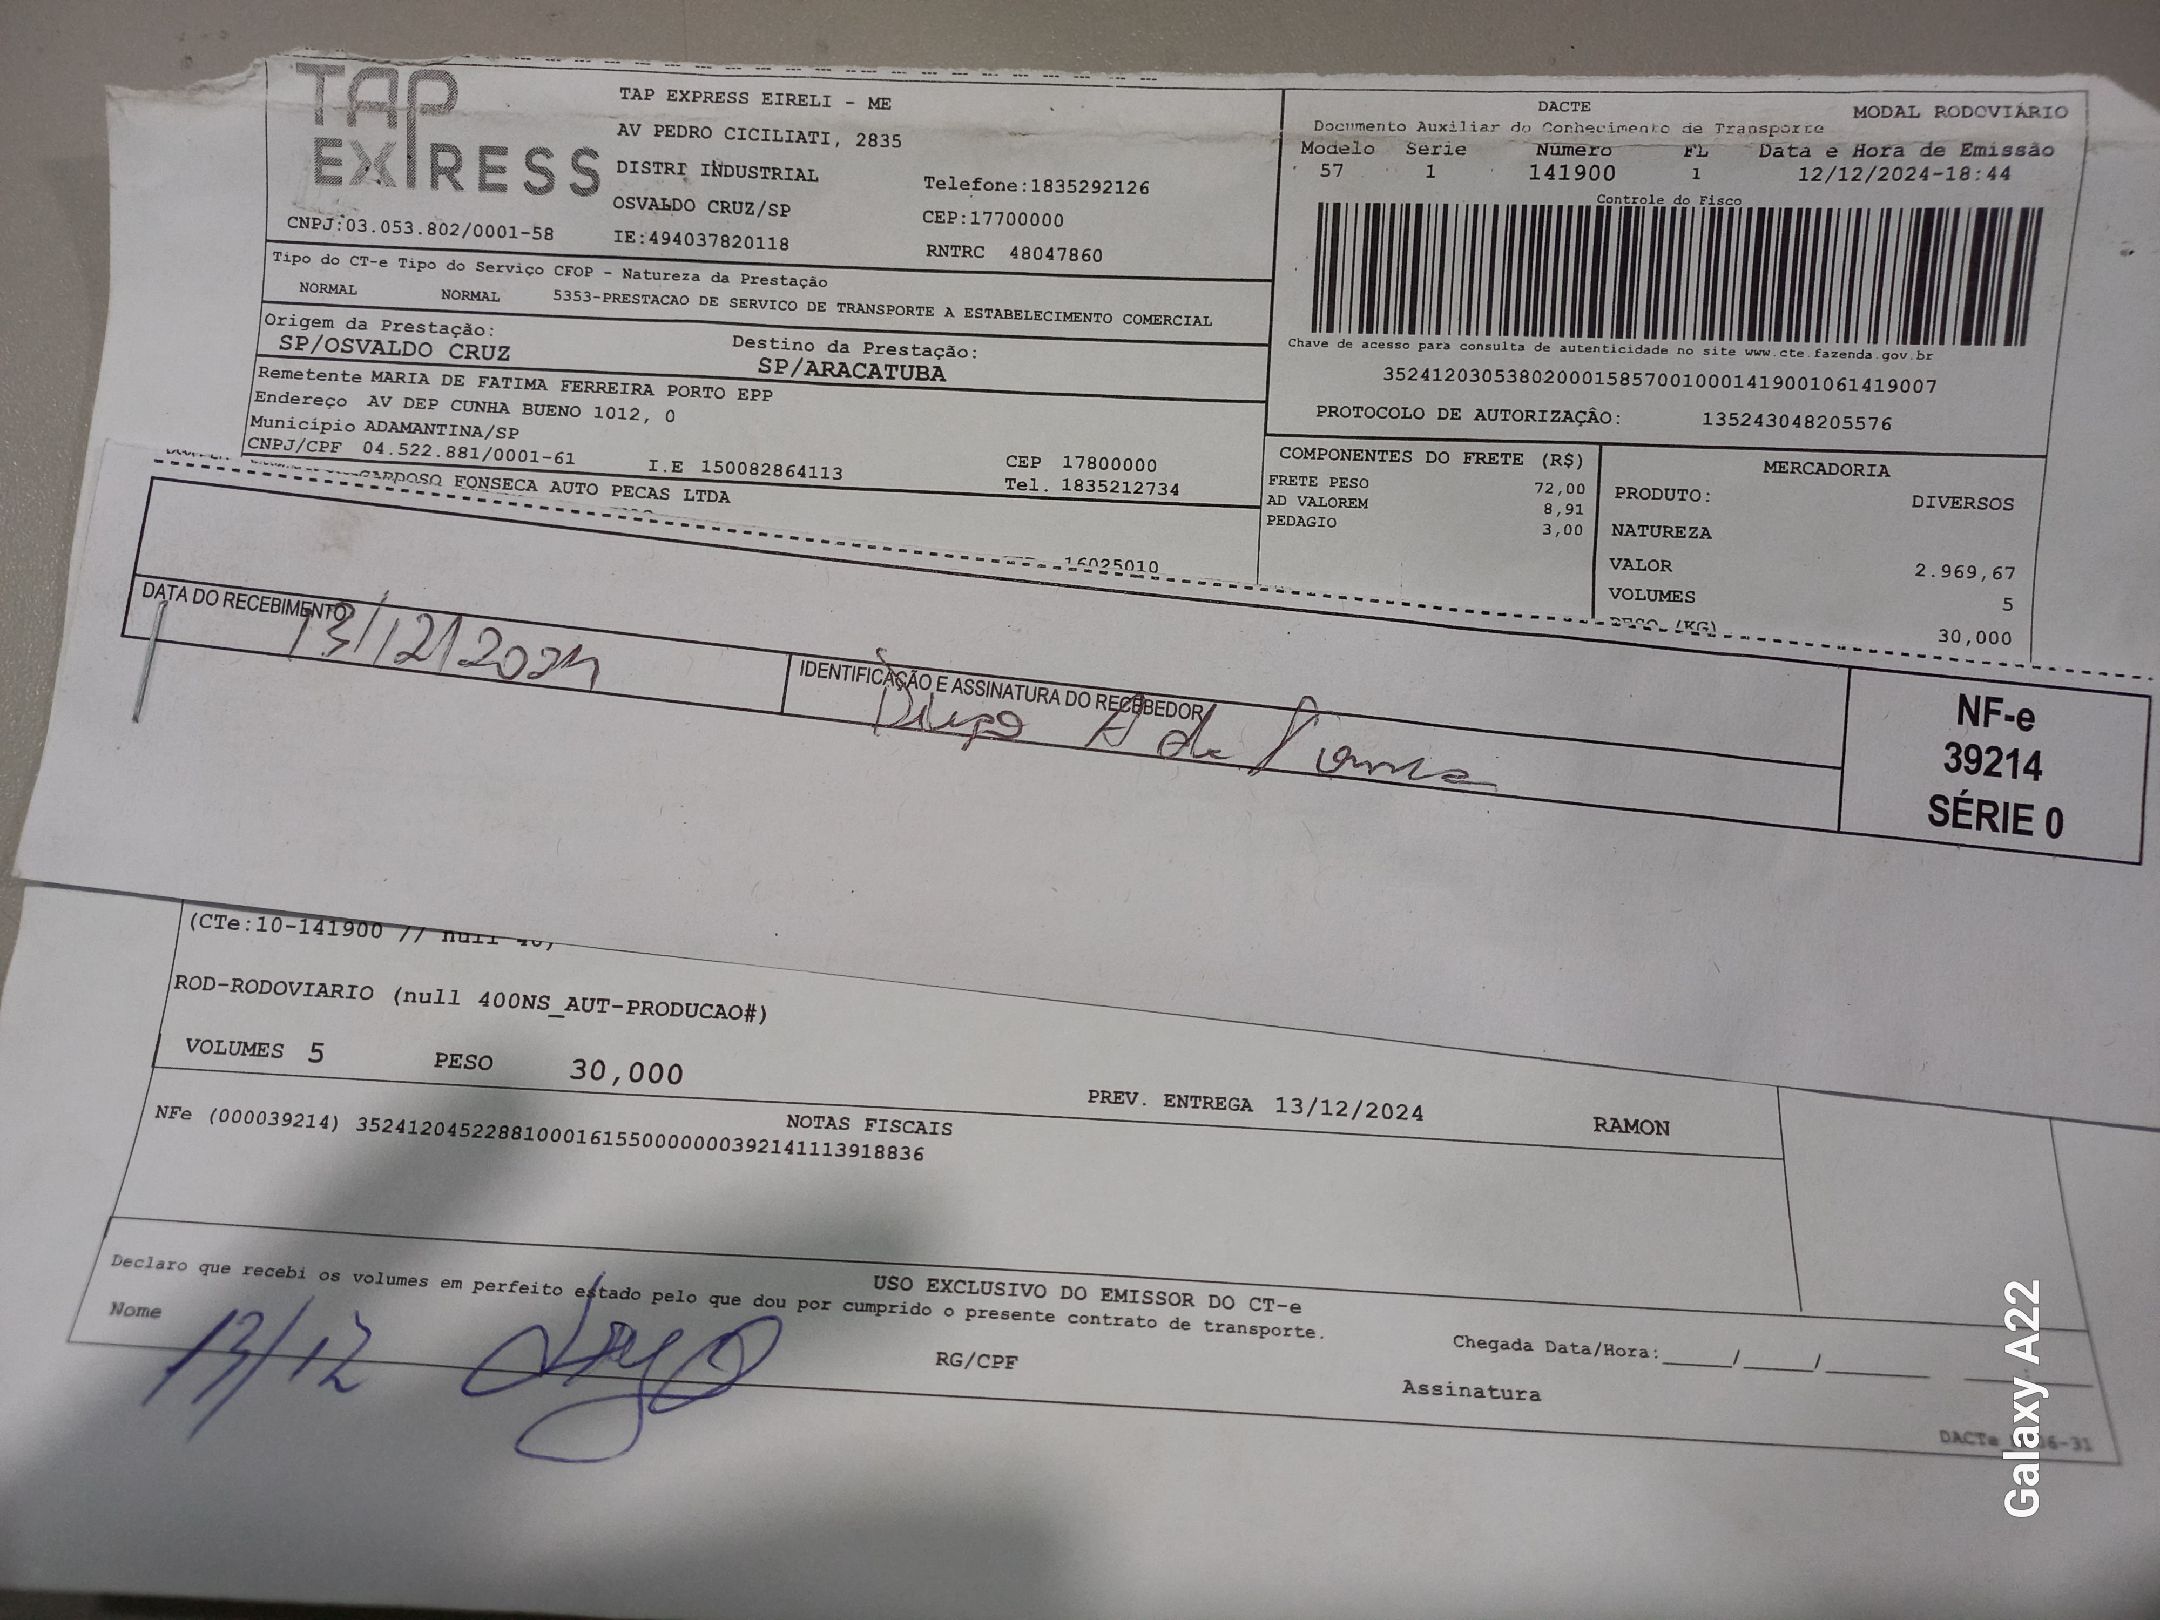 TAP EXPRESS
TAP EXPRESS EIRELI - ME
AV PEDRO CICILIATI, 2835
DISTRI INDUSTRIAL
OSVALDO CRUZ/SP
Telefone:1835292126
CEP:17700000
CNPJ:03.053.802/0001-58
IE:494037820118
RNTRC 48047860
DACTE
MODAL RODOVIÁRIO
Documento Auxiliar do Conhecimento de Transporte
Modelo Série Número FL Data e Hora de Emissão
57 1 141900 1 12/12/2024-18:44
Controle do Fisco
Chave de acesso para consulta de autenticidade no site www.cte.fazenda.gov.br
35241203053802000158570010001419001061419007
PROTOCOLO DE AUTORIZAÇÂO: 135243048205576
Tipo do CT-e Tipo do Serviço CFOP - Natureza da Prestação
NORMAL NORMAL 5353-PRESTACAO DE SERVICO DE TRANSPORTE A ESTABELECIMENTO COMERCIAL
Origem da Prestação:
SP/OSVALDO CRUZ
Destino da Prestação:
SP/ARACATUBA
Remetente MARIA DE FATIMA FERREIRA PORTO EPP
Endereço AV DEP CUNHA BUENO 1012, 0
Município ADAMANTINA/SP
CEP 17800000
CNPJ/CPF 04.522.881/0001-61 I.E 150082864113
Tel. 1835212734
CARDOSO FONSECA AUTO PECAS LTDA
16025010
COMPONENTES DO FRETE (R$)
FRETE PESO 72,00
AD VALOREM 8,91
PEDAGIO 3,00
MERCADORIA
PRODUTO: DIVERSOS
NATUREZA
VALOR 2.969,67
VOLUMES 5
PESO (KG) 30,000
DATA DO RECEBIMENTO
13/12/2024
IDENTIFICAÇÃO E ASSINATURA DO RECEBEDOR
NF-e
39214
SÉRIE 0
(CTe:10-141900 // null 40)
ROD-RODOVIARIO (null 400NS_AUT-PRODUCAO#)
VOLUMES 5 PESO 30,000
PREV. ENTREGA 13/12/2024 RAMON
NOTAS FISCAIS
NFe (000039214) 35241204522881000161550000000392141113918836
USO EXCLUSIVO DO EMISSOR DO CT-e
Declaro que recebi os volumes em perfeito estado pelo que dou por cumprido o presente contrato de transporte.
Nome
13/12
RG/CPF
Chegada Data/Hora:_____/_____/_______
Assinatura
Galaxy A22